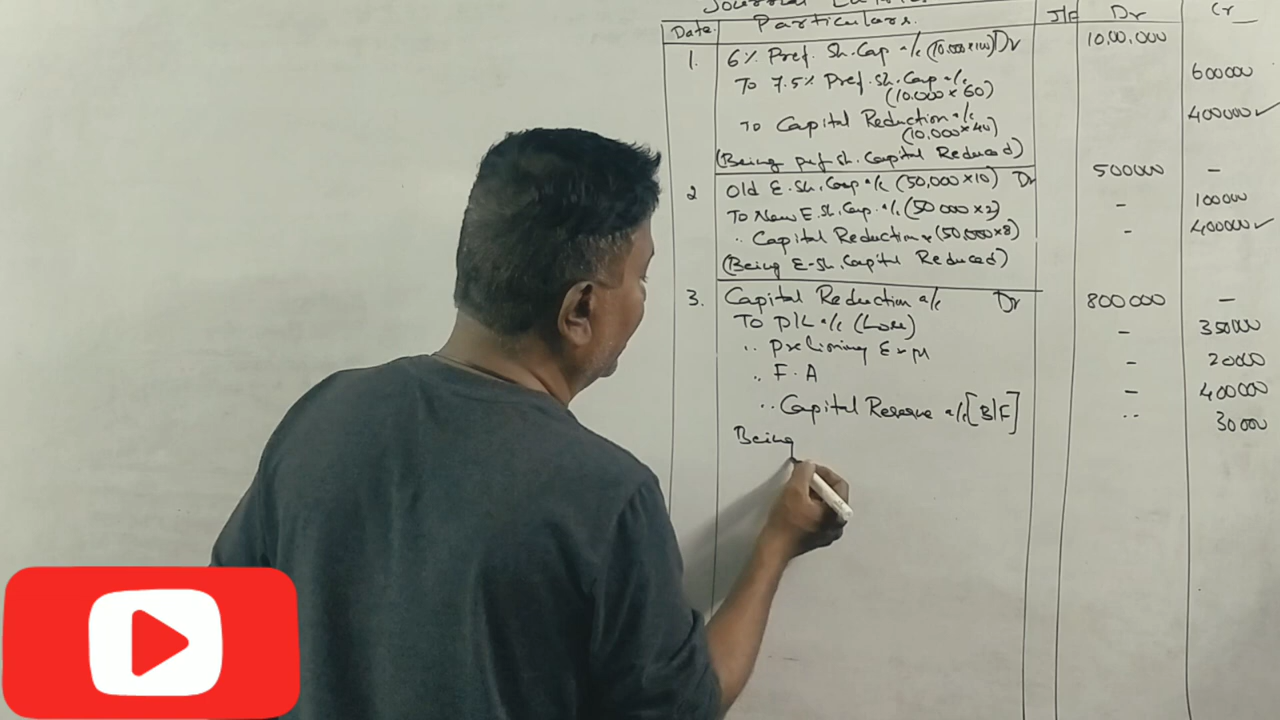 Date Particulars. J/F Dr Cr
1. 6% Pref. Sh. Cap a/c (10,000×100) Dr 10,00,000
To 7.5% Pref. sh. Cap a/c 600000
(10.000×60)
To Capital Reduction a/c 400000 ✓
(10,000×40)
(Being pref sh. Capital Reduced)
2 Old E. Sh. Cap a/c (50,000×10) Dr 500000 -
To New E. Sh. Cap. a/c (50000×2) - 100000
" Capital Reduction a/c (50,000×8) - 400000 ✓
(Being E-sh. Capital Reduced)
3. Capital Reduction a/c Dr 800000 -
To P/L a/c (Loss) - 350000
" Preliminary Exp - 20000
" F.A - 400000
" Capital Reserve a/c [B/F] - 30000
Being